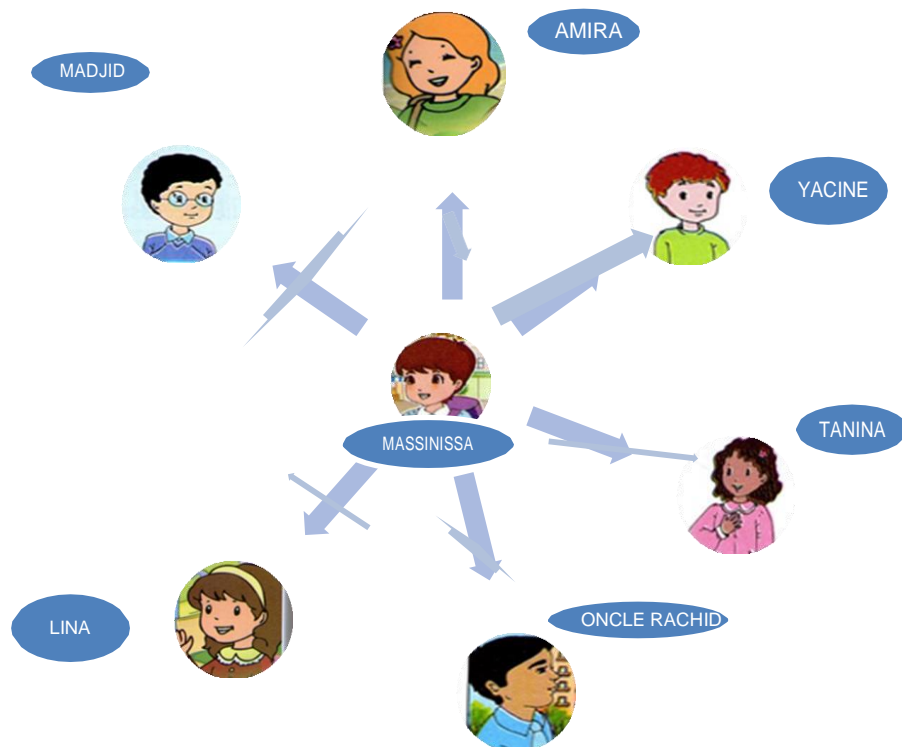 AMIRA
MADJID
YACINE
TANINA
MASSINISSA
ONCLE RACHID
LINA